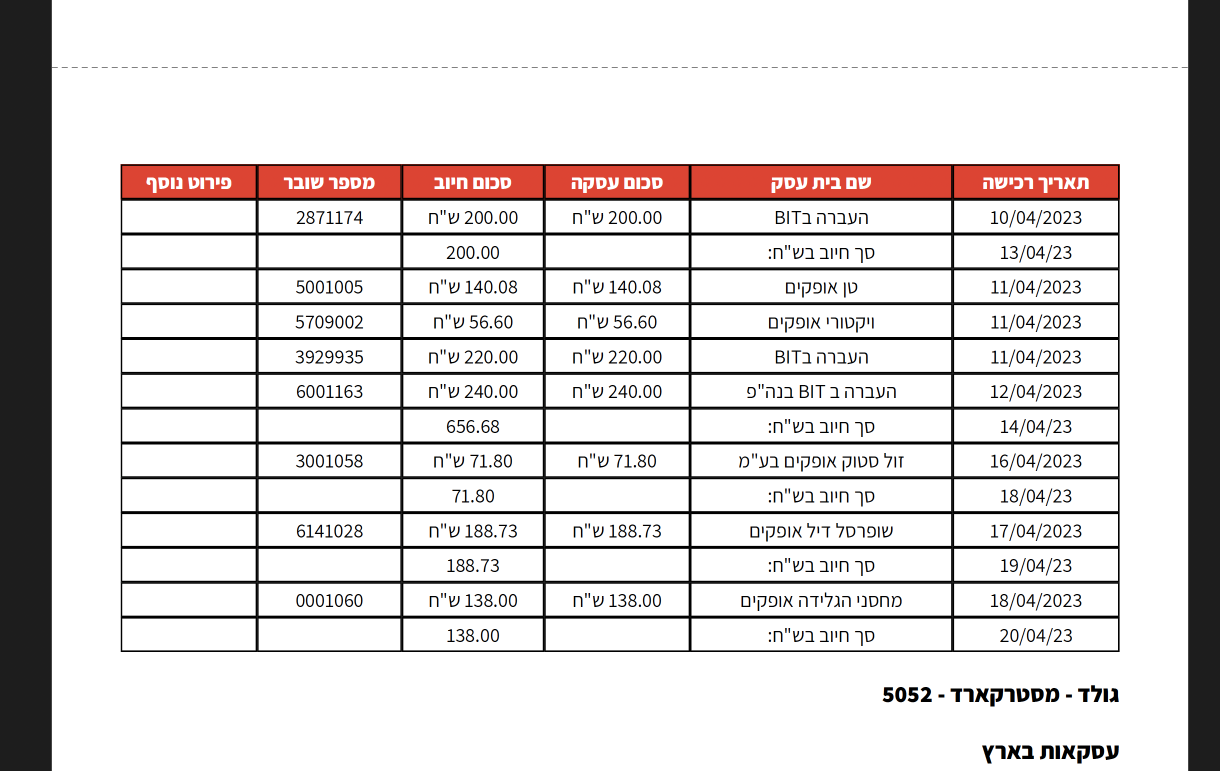 תאריך רכישה שם בית עסק סכום עסקה סכום חיוב מספר שובר פירוט נוסף
10/04/2023 העברה בBIT 200.00 ש"ח 200.00 ש"ח 2871174
13/04/23 סך חיוב בש"ח: 200.00
11/04/2023 טן אופקים 140.08 ש"ח 140.08 ש"ח 5001005
11/04/2023 ויקטורי אופקים 56.60 ש"ח 56.60 ש"ח 5709002
11/04/2023 העברה בBIT 220.00 ש"ח 220.00 ש"ח 3929935
12/04/2023 העברה ב BIT בנה"פ 240.00 ש"ח 240.00 ש"ח 6001163
14/04/23 סך חיוב בש"ח: 656.68
16/04/2023 זול סטוק אופקים בע"מ 71.80 ש"ח 71.80 ש"ח 3001058
18/04/23 סך חיוב בש"ח: 71.80
17/04/2023 שופרסל דיל אופקים 188.73 ש"ח 188.73 ש"ח 6141028
19/04/23 סך חיוב בש"ח: 188.73
18/04/2023 מחסני הגלידה אופקים 138.00 ש"ח 138.00 ש"ח 0001060
20/04/23 סך חיוב בש"ח: 138.00
גולד - מסטרקארד - 5052
עסקאות בארץ